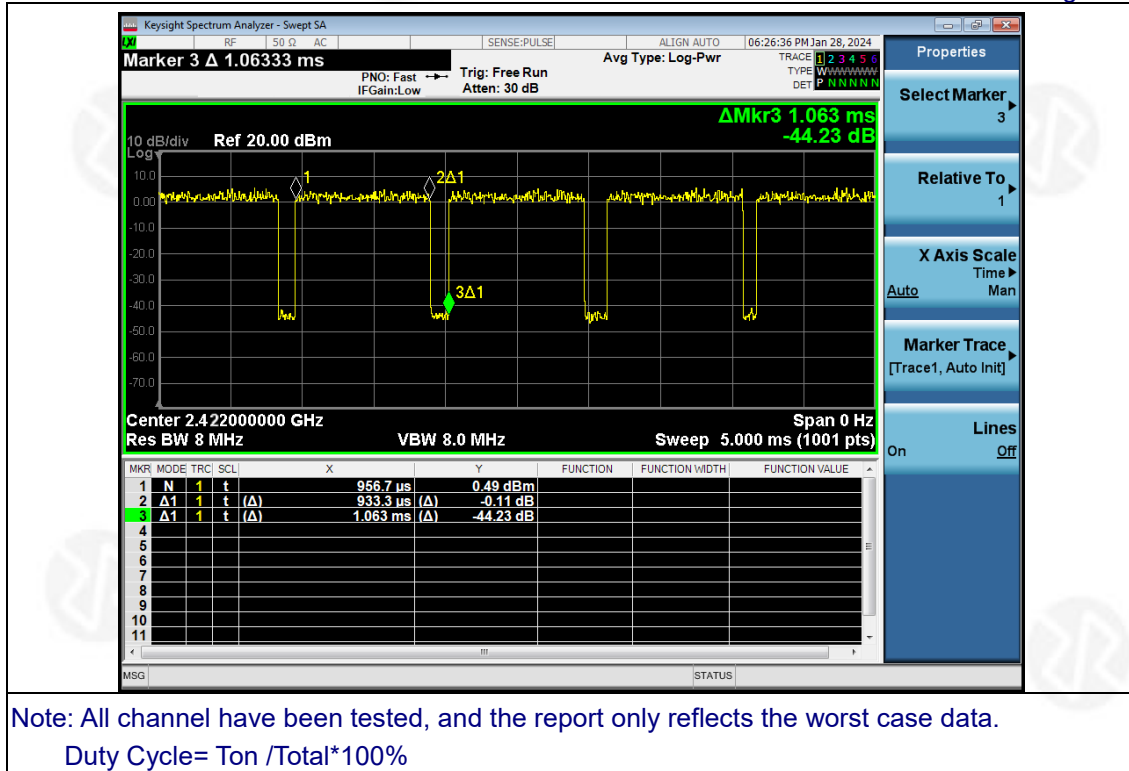 Keysight Spectrum Analyzer - Swept SA
LXI RF 50 Ω AC SENSE:PULSE ALIGN AUTO 06:26:36 PM Jan 28, 2024
Marker 3 Δ 1.06333 ms
PNO: Fast
IFGain:Low
Trig: Free Run
Atten: 30 dB
Avg Type: Log-Pwr
TRACE 1 2 3 4 5 6
TYPE WWWWWWW
DET P N N N N N
ΔMkr3 1.063 ms
-44.23 dB
10 dB/div Ref 20.00 dBm
Log
10.0
0.00
-10.0
-20.0
-30.0
-40.0
-50.0
-60.0
-70.0
1
2Δ1
3Δ1
Center 2.422000000 GHz Span 0 Hz
Res BW 8 MHz VBW 8.0 MHz Sweep 5.000 ms (1001 pts)
MKR MODE TRC SCL X Y FUNCTION FUNCTION WIDTH FUNCTION VALUE
1 N 1 t 956.7 µs 0.49 dBm
2 Δ1 1 t (Δ) 933.3 µs (Δ) -0.11 dB
3 Δ1 1 t (Δ) 1.063 ms (Δ) -44.23 dB
4
5
6
7
8
9
10
11
MSG STATUS
Properties
Select Marker
3
Relative To
1
X Axis Scale
Time
Auto Man
Marker Trace
[Trace1, Auto Init]
Lines
On Off
Note: All channel have been tested, and the report only reflects the worst case data.
Duty Cycle= Ton /Total*100%